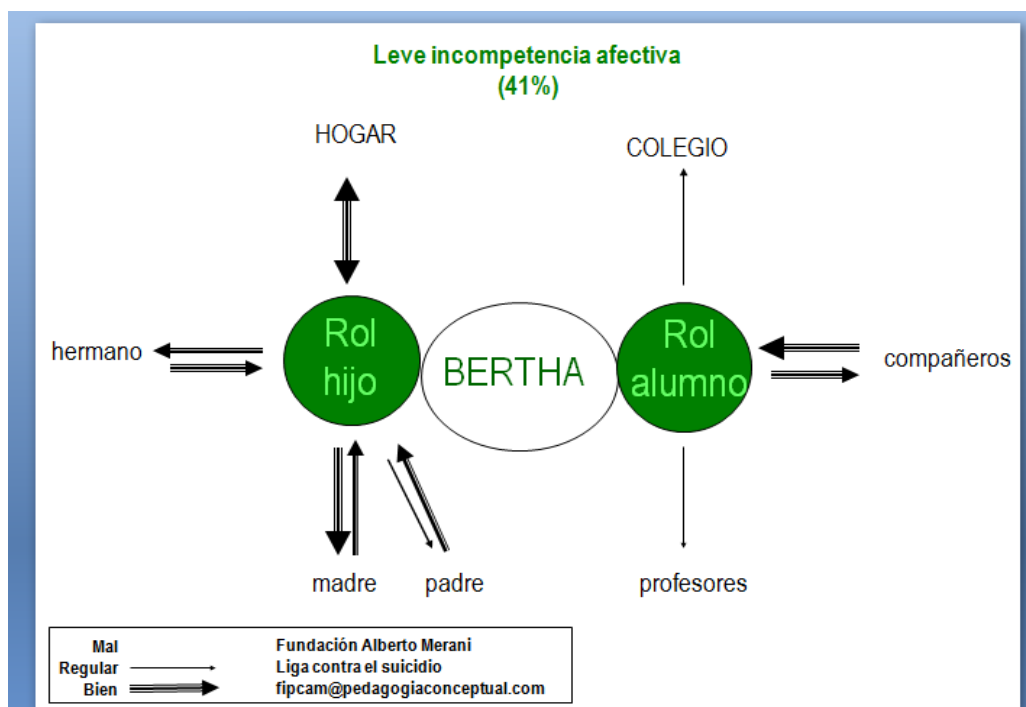 Leve incompetencia afectiva
(41%)
HOGAR
COLEGIO
hermano
Rol
hijo
BERTHA
Rol
alumno
compañeros
madre
padre
profesores
Mal
Fundación Alberto Merani
Regular
Liga contra el suicidio
Bien
fipcam@pedagogiaconceptual.com